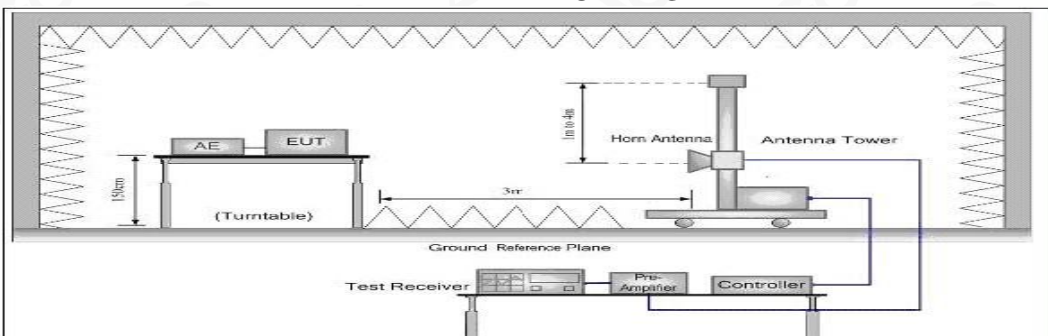 1m to 4m
AE
EUT
Horn Antenna
Antenna Tower
150cm
3m
(Turntable)
Ground Reference Plane
Test Receiver
Pre-
Amplifier
Controller